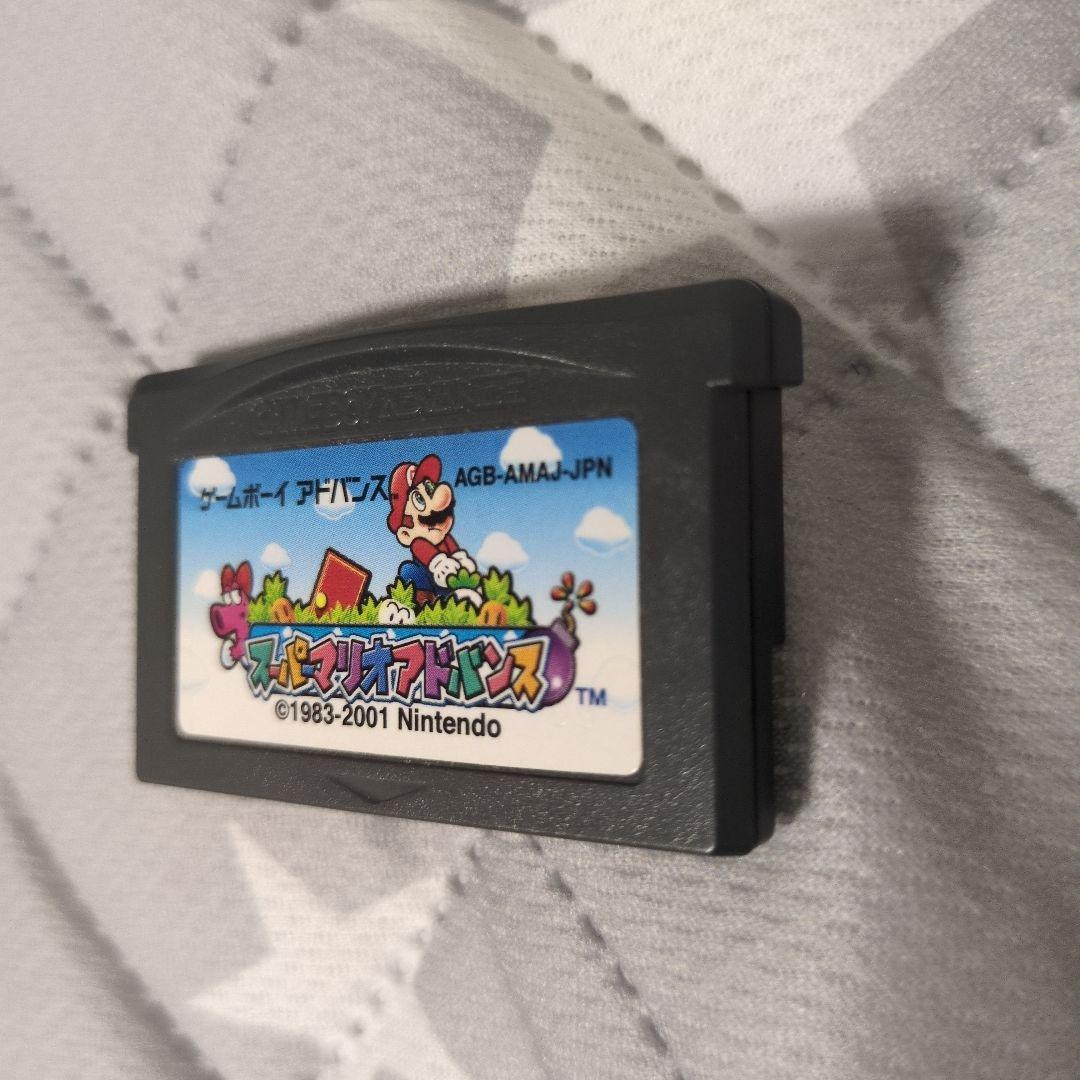 GAME BOY ADVANCE
ゲームボーイ アドバンス
AGB-AMAJ-JPN
スーパーマリオアドバンス
TM
©1983-2001 Nintendo